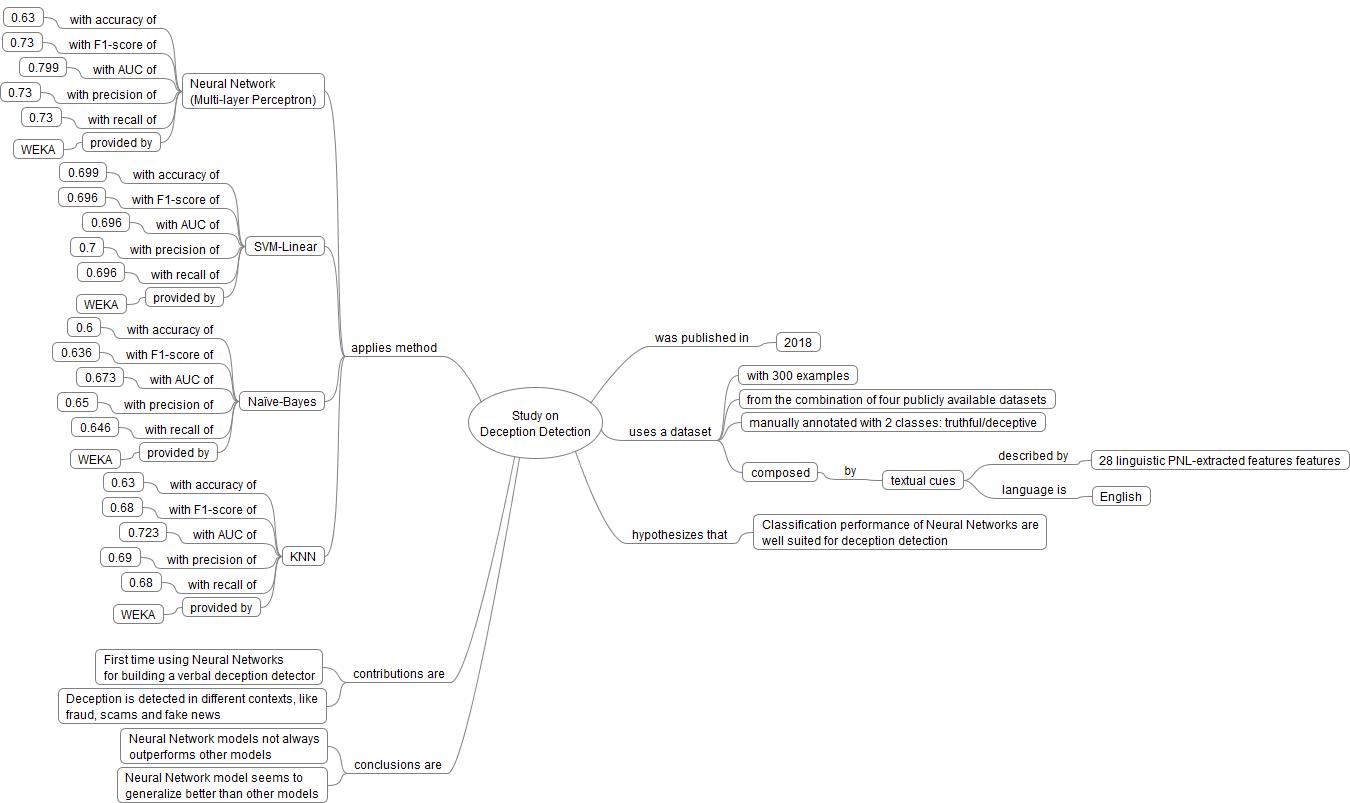 0.63
with accuracy of
0.73
with F1-score of
0.799
with AUC of
0.73
with precision of
0.73
with recall of
WEKA
provided by
Neural Network
(Multi-layer Perceptron)
0.699
with accuracy of
0.696
with F1-score of
0.696
with AUC of
0.7
with precision of
0.696
with recall of
WEKA
provided by
SVM-Linear
0.6
with accuracy of
0.636
with F1-score of
0.673
with AUC of
0.65
with precision of
0.646
with recall of
WEKA
provided by
Naïve-Bayes
0.63
with accuracy of
0.68
with F1-score of
0.723
with AUC of
0.69
with precision of
0.68
with recall of
WEKA
provided by
KNN
applies method
First time using Neural Networks
for building a verbal deception detector
Deception is detected in different contexts, like
fraud, scams and fake news
contributions are
Neural Network models not always
outperforms other models
Neural Network model seems to
generalize better than other models
conclusions are
Study on
Deception Detection
was published in
2018
uses a dataset
with 300 examples
from the combination of four publicly available datasets
manually annotated with 2 classes: truthful/deceptive
composed
by
textual cues
described by
28 linguistic PNL-extracted features features
language is
English
hypothesizes that
Classification performance of Neural Networks are
well suited for deception detection